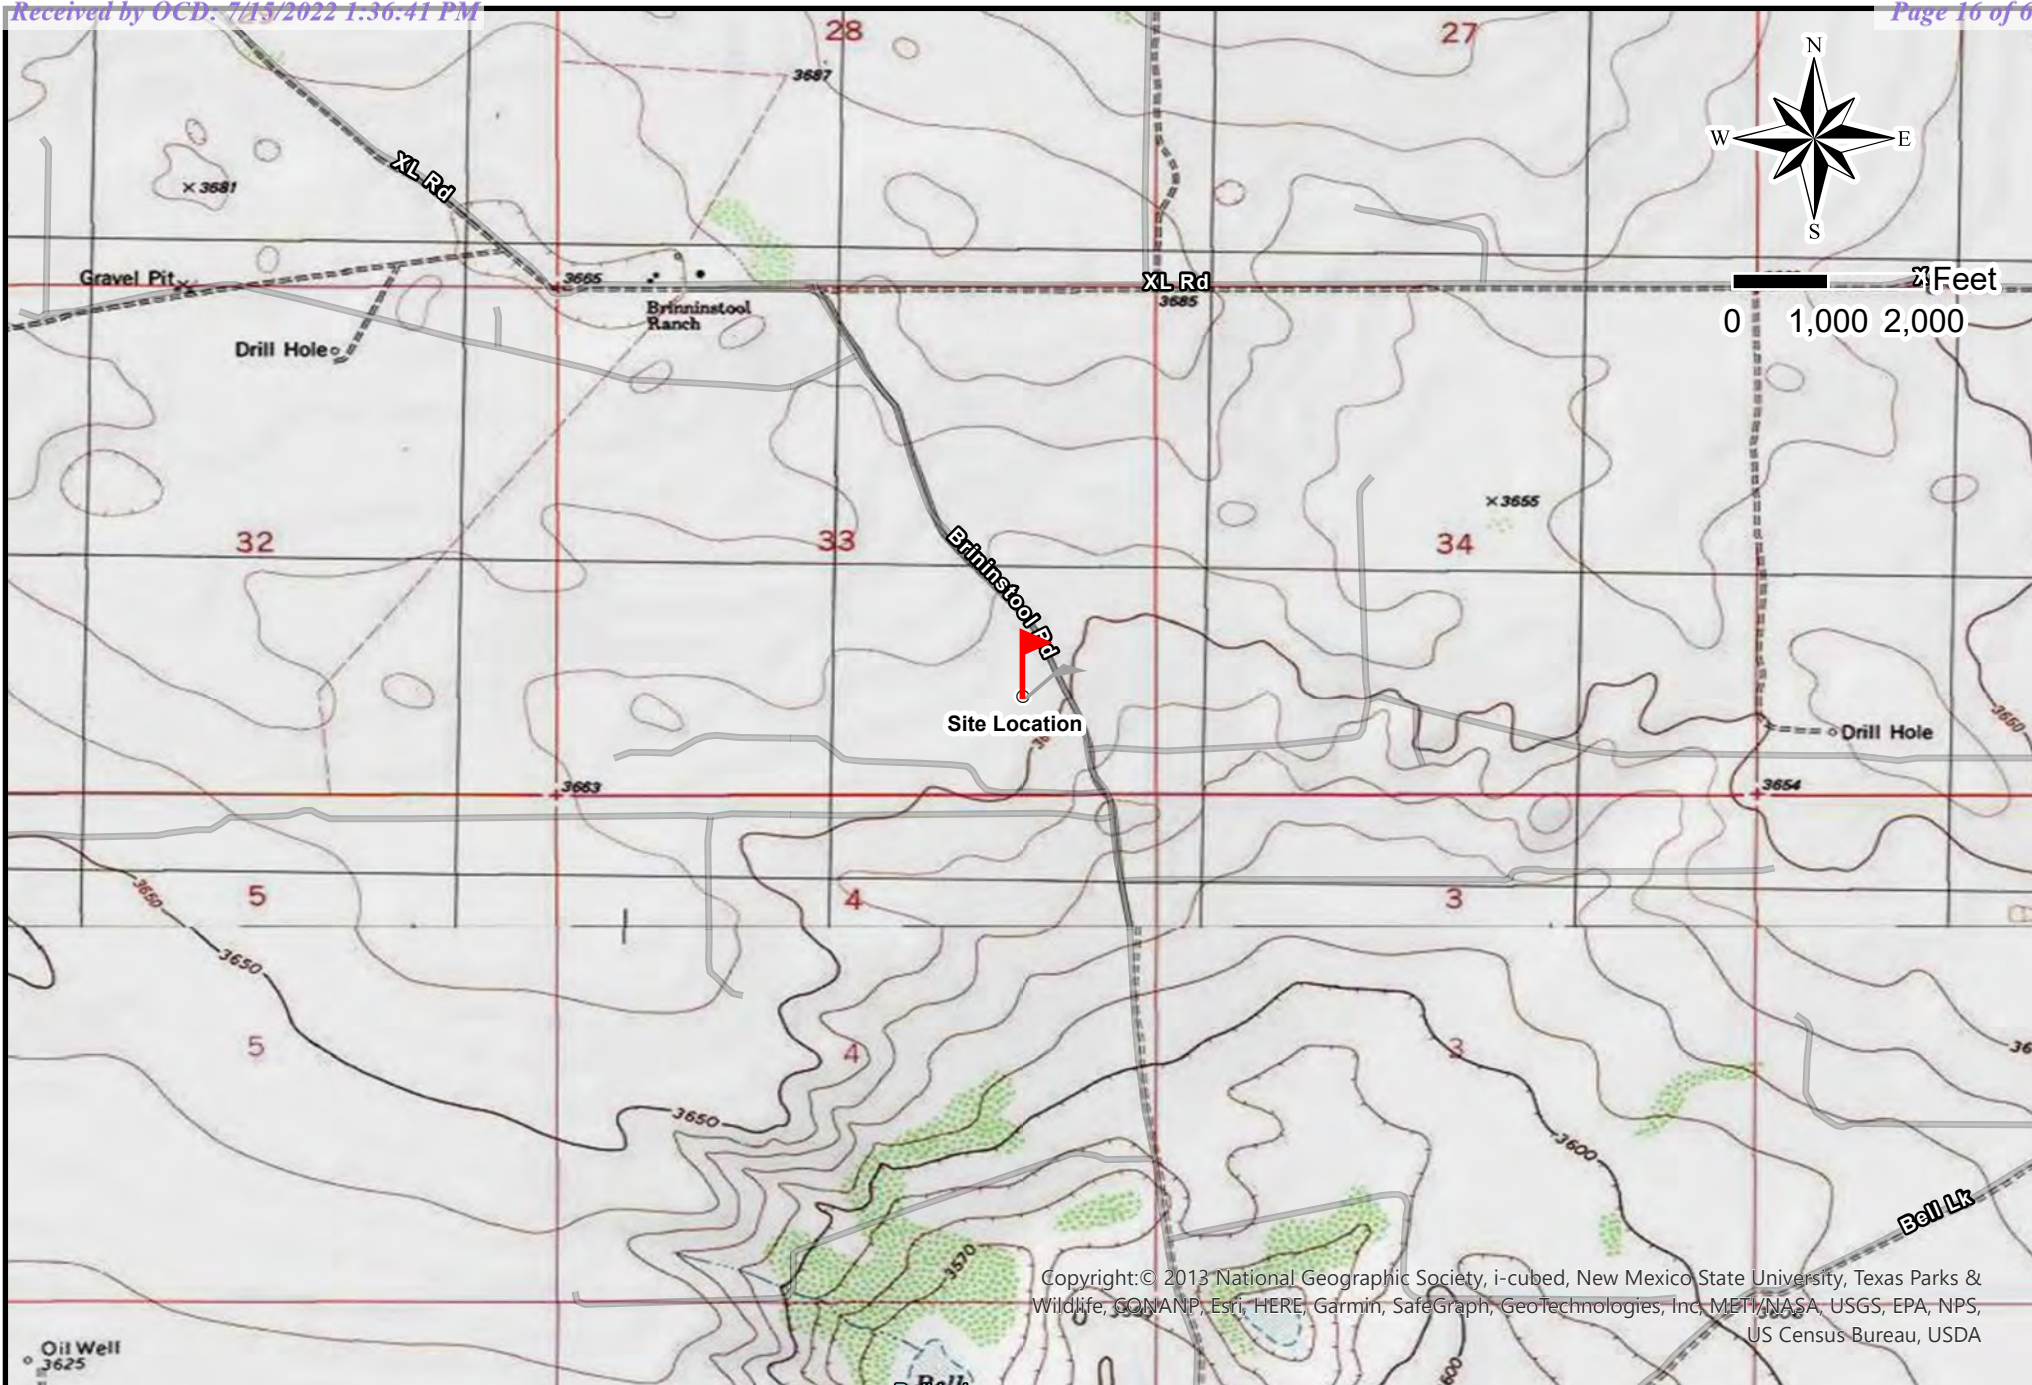 Received by OCD: 7/15/2022 1:36:41 PM
Page 16 of 6
28
27
3687
N
W
E
S
XL Rd
3681
Gravel Pit
3665
XL Rd
3685
Feet
0 1,000 2,000
Brinninstool
Ranch
Drill Hole
3655
32
33
34
Brininstool Rd
Site Location
3650
Drill Hole
3663
3654
3650
5
4
3
3650
5
4
3
36
3650
3600
Bell Lk
3570
Copyright:© 2013 National Geographic Society, i-cubed, New Mexico State University, Texas Parks &
Wildlife, CONANP, Esri, HERE, Garmin, SafeGraph, GeoTechnologies, Inc, METI/NASA, USGS, EPA, NPS,
US Census Bureau, USDA
Oil Well
3625